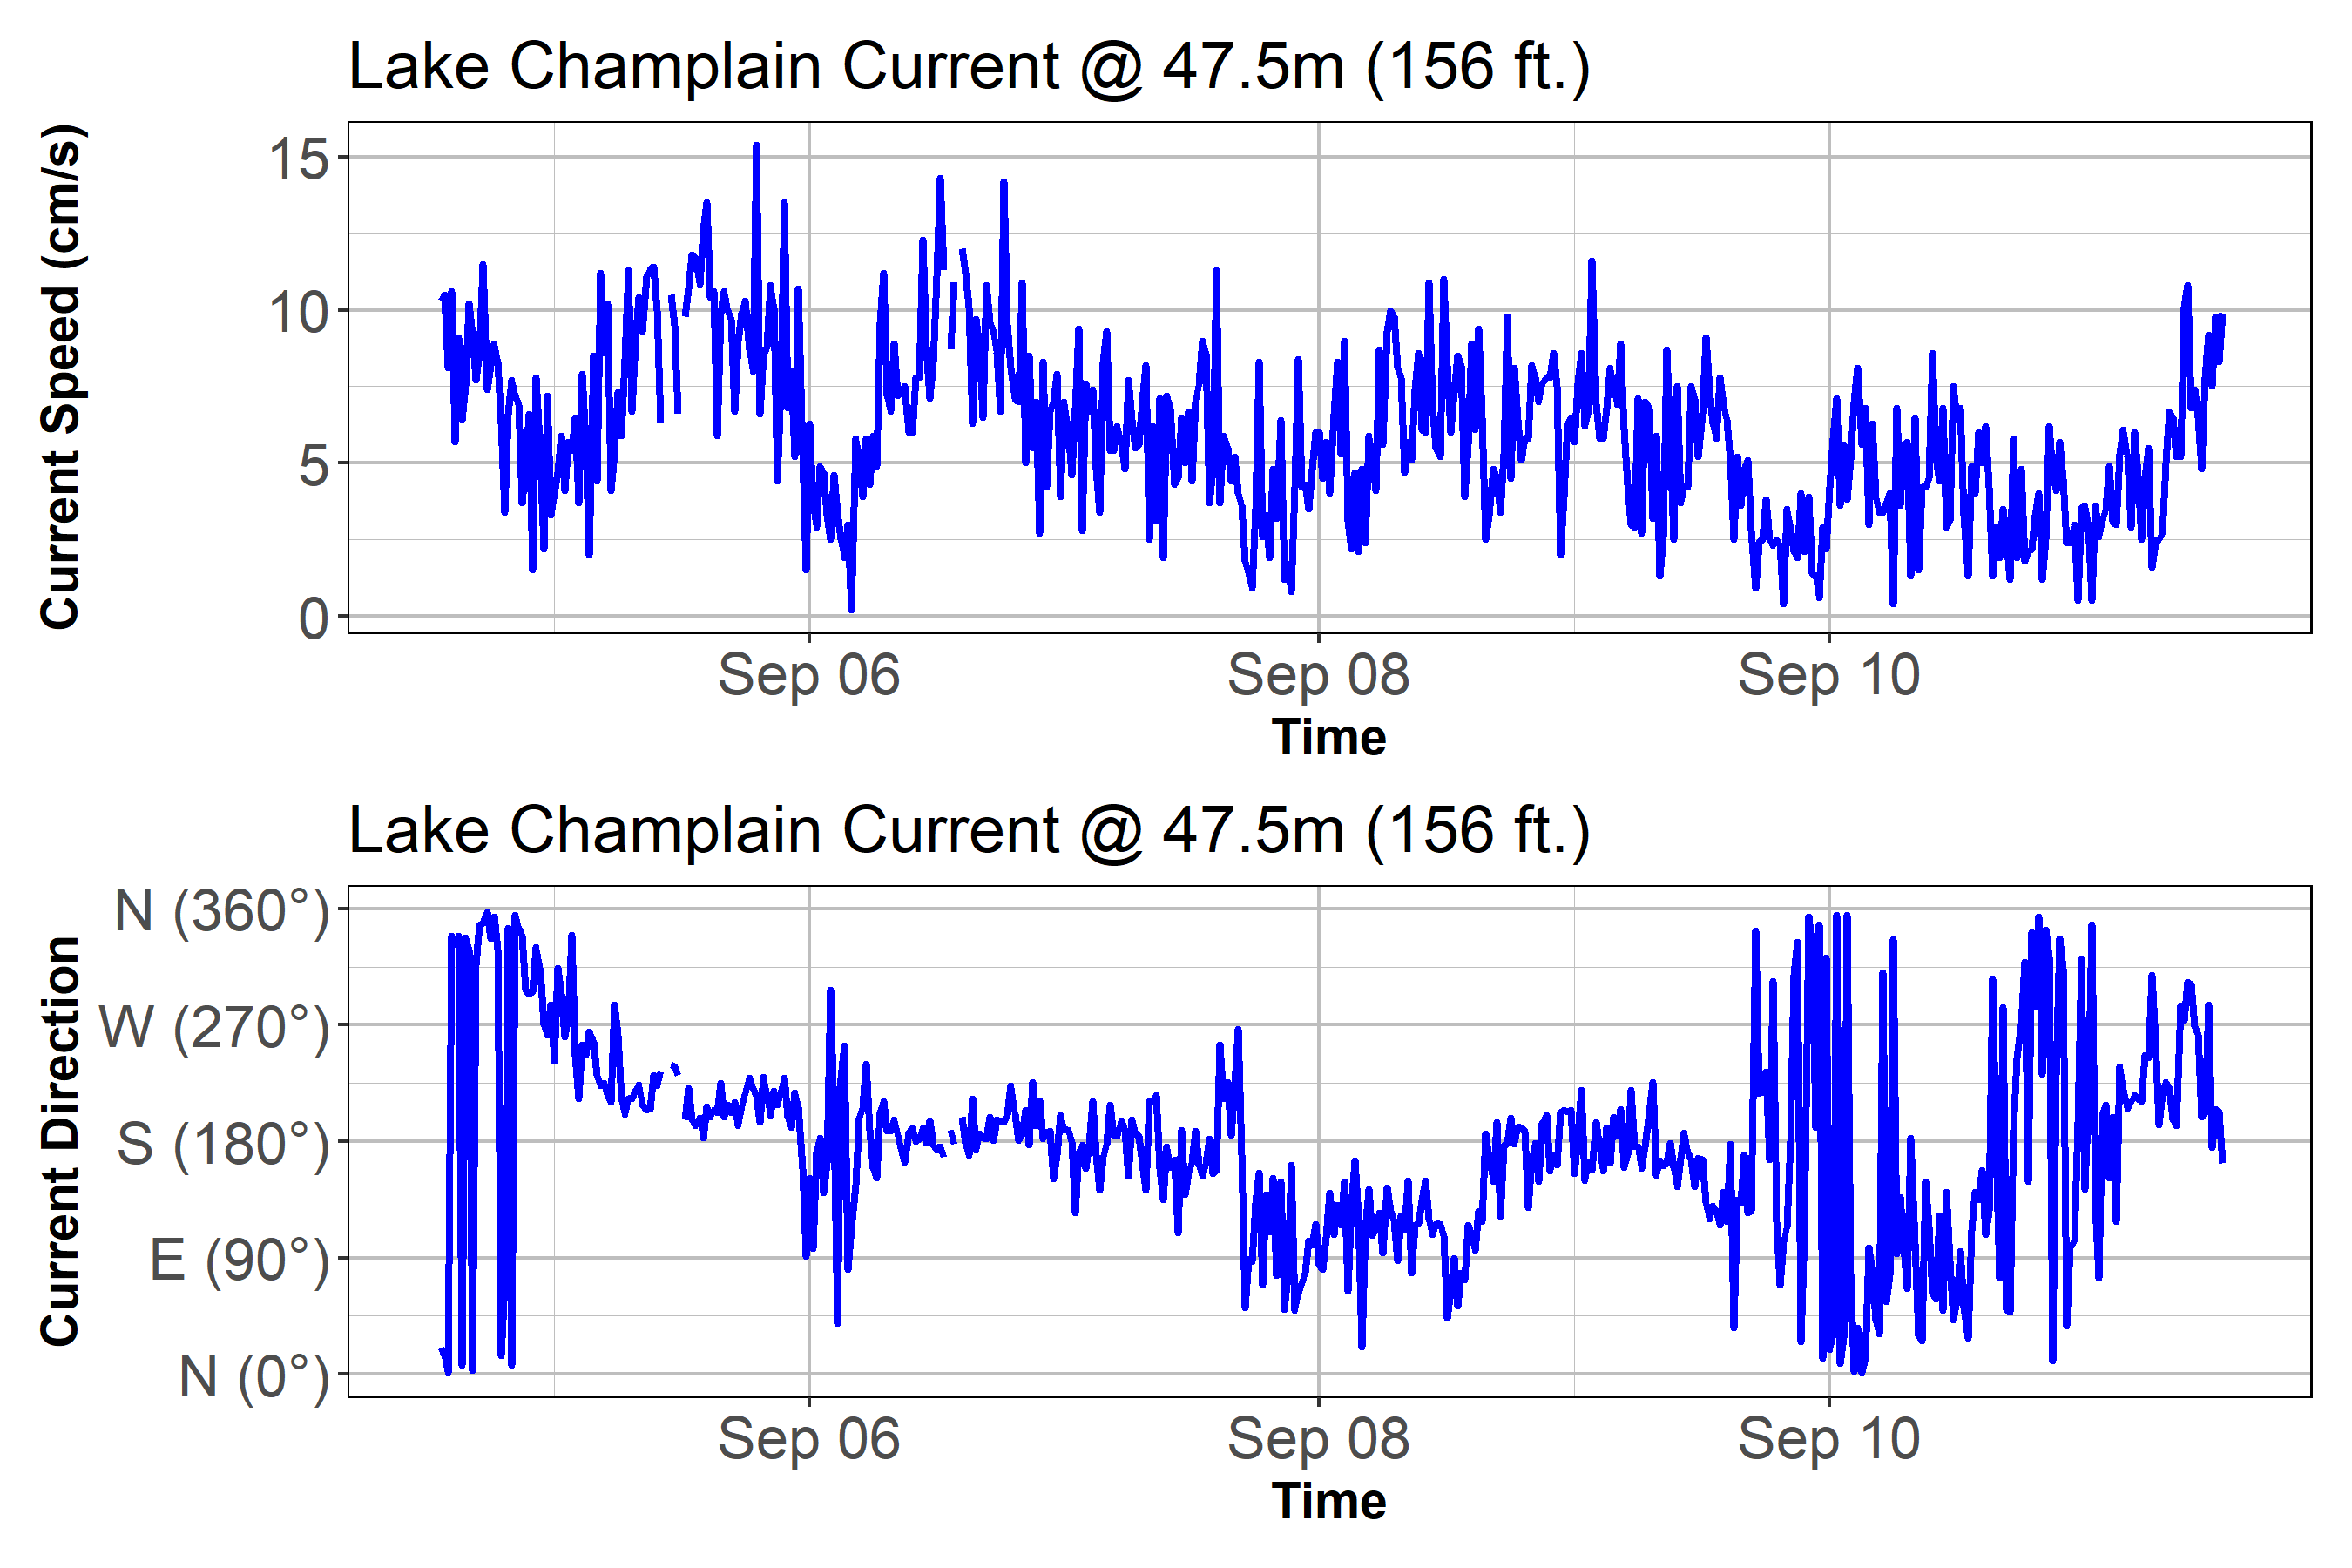 Lake Champlain Current @ 47.5m (156 ft.)
Current Speed (cm/s)
15
10
5
0
Sep 06 Sep 08 Sep 10
Time
Lake Champlain Current @ 47.5m (156 ft.)
Current Direction
N (360°)
W (270°)
S (180°)
E (90°)
N (0°)
Sep 06 Sep 08 Sep 10
Time